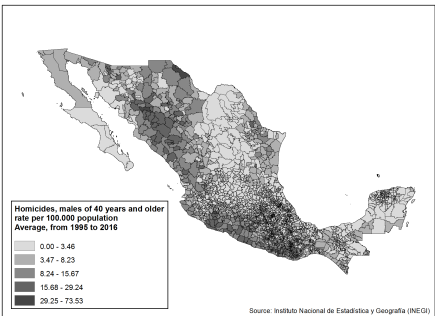 Homicides, males of 40 years and older
rate per 100.000 population
Average, from 1995 to 2016
0.00 - 3.46
3.47 - 8.23
8.24 - 15.67
15.68 - 29.24
29.25 - 73.53
Source: Instituto Nacional de Estadística y Geografía (INEGI)